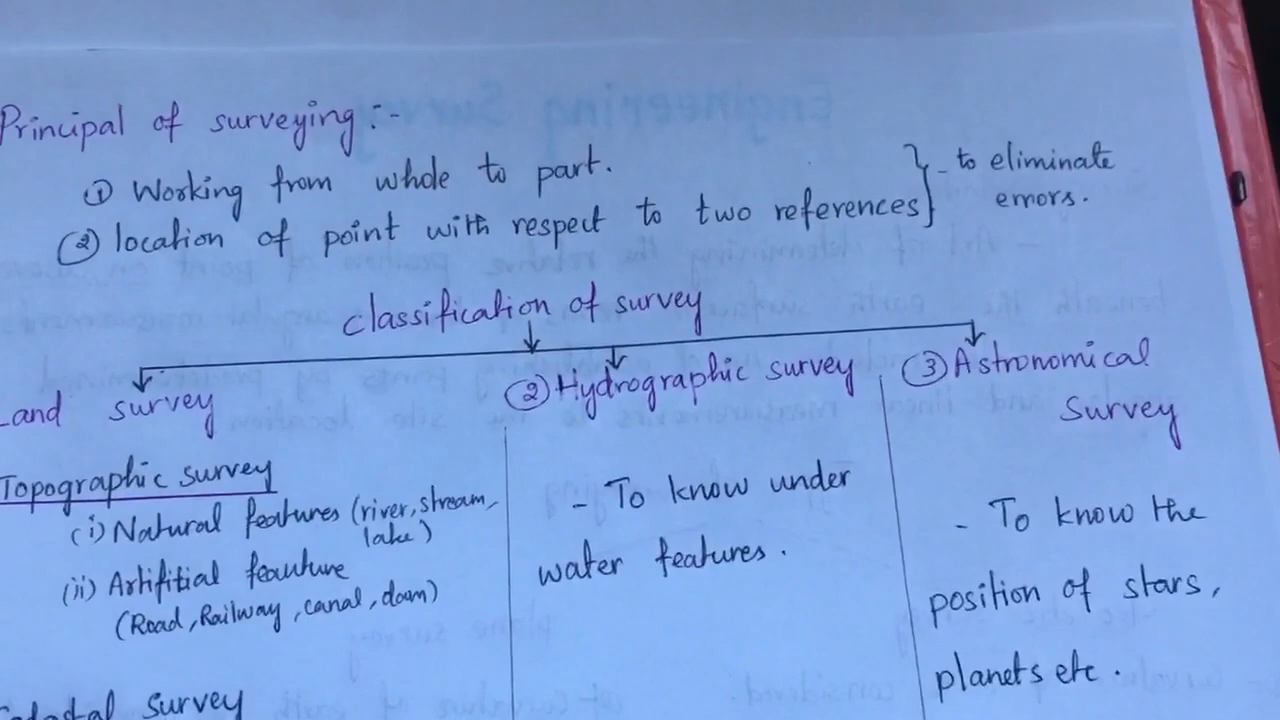 Principal of surveying :-
① Working from whole to part.
② location of point with respect to two references } - to eliminate errors.
classification of survey
Land survey
② Hydrographic survey
③ Astronomical survey
Topographic survey
(i) Natural features (river, stream, lake)
(ii) Artifitial feauture
(Road, Railway, canal, dam)
- To know under
water features.
- To know the
position of stars,
planets etc.
survey